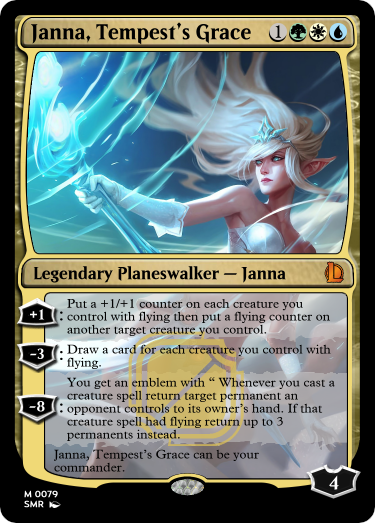 Janna, Tempest's Grace 1
Legendary Planeswalker — Janna
+1: Put a +1/+1 counter on each creature you
control with flying then put a flying counter on
another target creature you control.
-3: Draw a card for each creature you control with
flying.
You get an emblem with “ Whenever you cast a
creature spell return target permanent an
-8: opponent controls to its owner's hand. If that
creature spell had flying return up to 3
permanents instead.
Janna, Tempest's Grace can be your
commander.
4
M 0079
SMR